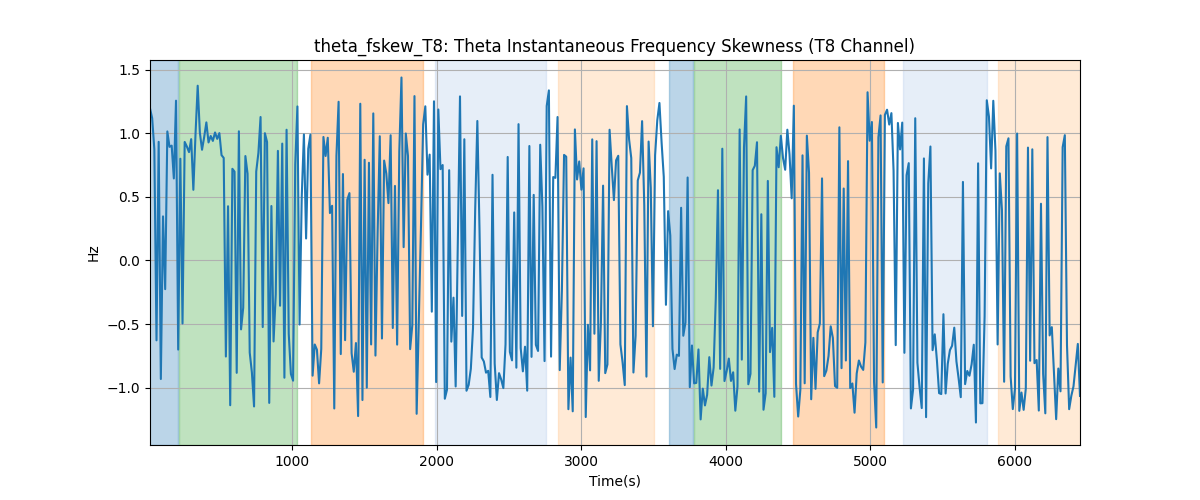 theta_fskew_T8: Theta Instantaneous Frequency Skewness (T8 Channel)
1.5
1.0
0.5
0.0
−0.5
−1.0
Hz
1000 2000 3000 4000 5000 6000
Time(s)